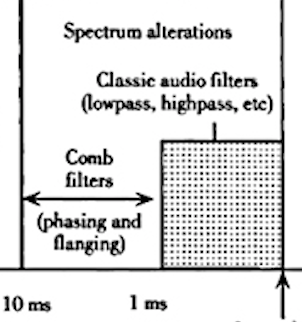 Spectrum alterations
Classic audio filters
(lowpass, highpass, etc)
Comb
filters
(phasing and
flanging)
10 ms
1 ms